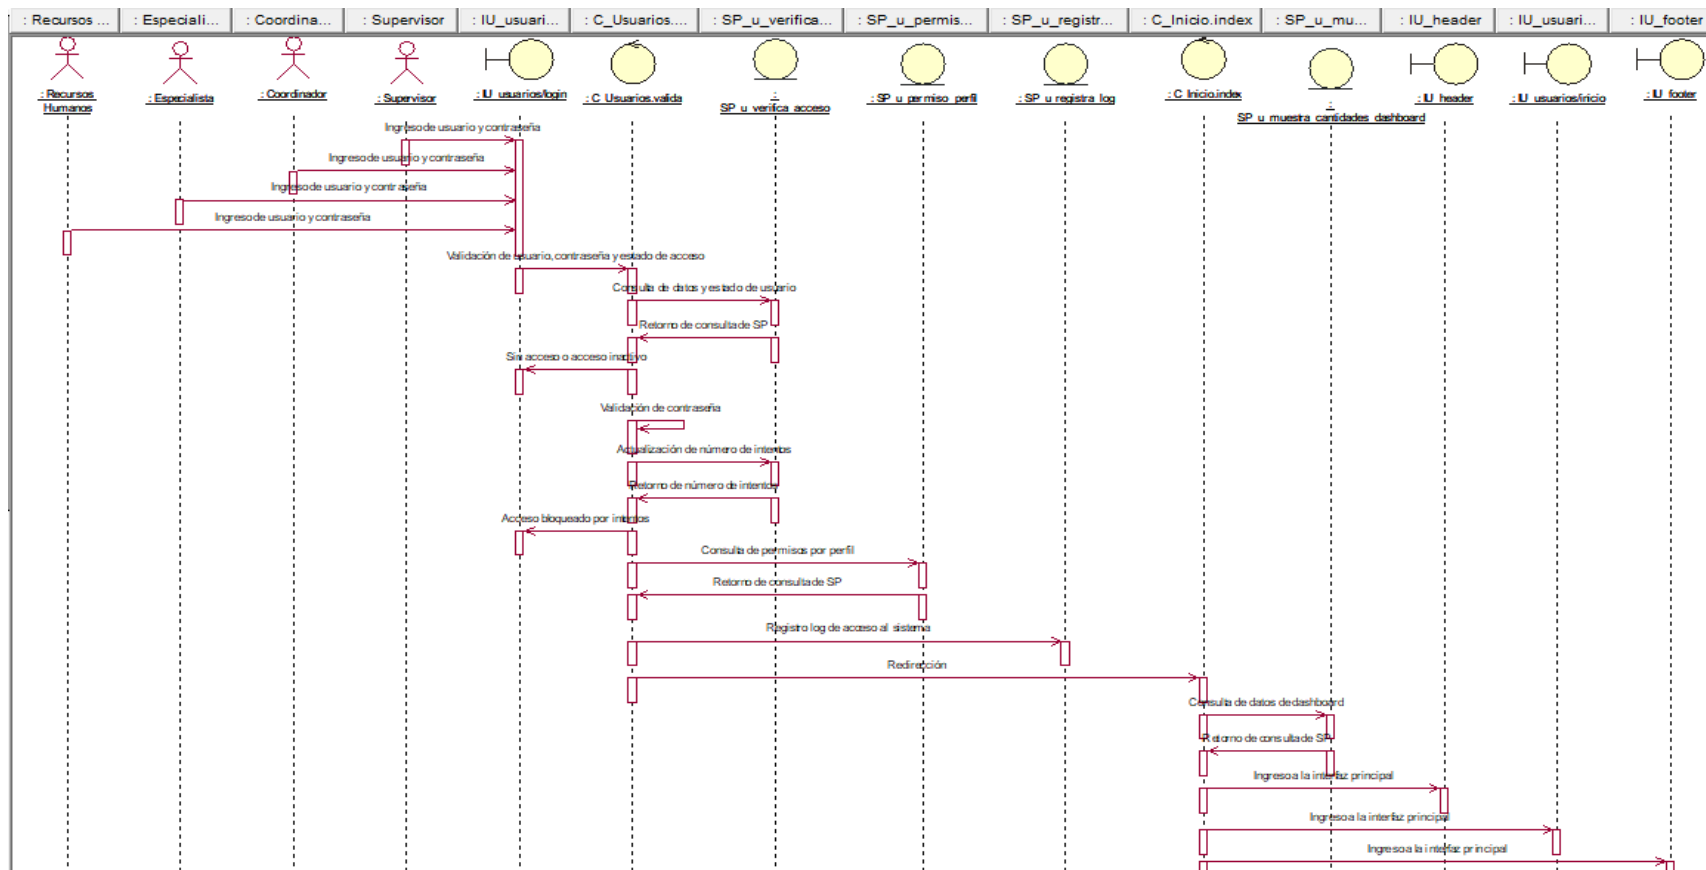 : Recursos ...
: Especiali...
: Coordina...
: Supervisor
: IU_usuari...
: C_Usuarios....
: SP_u_verifica...
: SP_u_permis...
: SP_u_registr...
: C_Inicio.index
: SP_u_mu...
: IU_header
: IU_usuari...
: IU_footer
: Recursos
Humanos
: Especialista
: Coordinador
: Supervisor
: IU usuarios/login
: C Usuarios.valida
:
SP u verifica acceso
: SP u permiso perfil
: SP u registra log
: C Inicio.index
:
SP u muestra cantidades dashboard
: IU header
: IU usuarios/inicio
: IU footer
Ingreso de usuario y contraseña
Ingreso de usuario y contraseña
Ingreso de usuario y contraseña
Ingreso de usuario y contraseña
Validación de usuario, contraseña y estado de acceso
Consulta de datos y estado de usuario
Retorno de consulta de SP
Sin acceso o acceso inactivo
Validación de contraseña
Actualización de número de intentos
Retorno de número de intentos
Acceso bloqueado por intentos
Consulta de permisos por perfil
Retorno de consulta de SP
Registro log de acceso al sistema
Redirección
Consulta de datos de dashboard
Retorno de consulta de SP
Ingreso a la interfaz principal
Ingreso a la interfaz principal
Ingreso a la interfaz principal